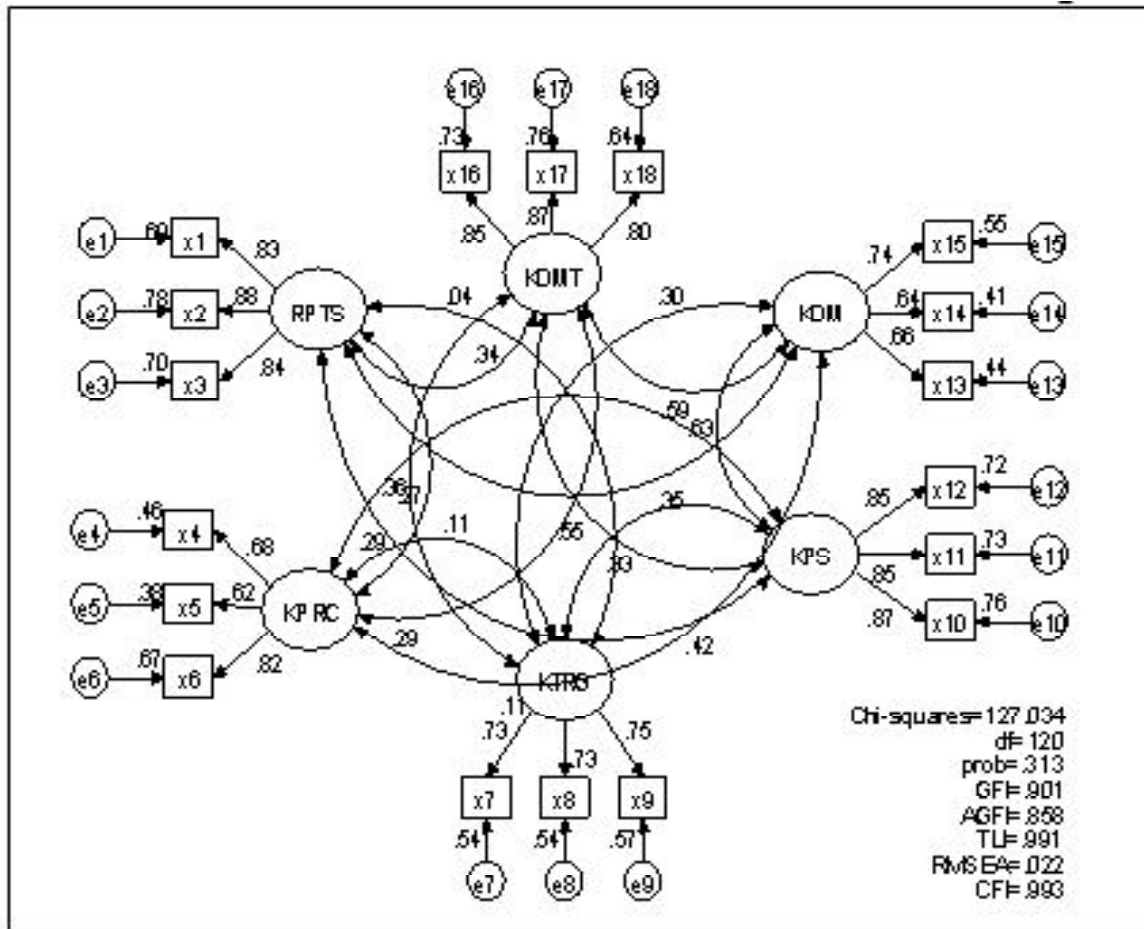 e16 e17 e18
.73 .76 .64
x16 x17 x18
.85 .87 .80
KDMT
e1 x1 .83
e2 .78 x2 .88
RPTS
e3 .70 x3 .84
.04
.34
.30
KDM
.74 x15 .55 e15
.64 x14 .41 e14
.66 x13 .44 e13
.59
.63
.36
.11
.29
.55
.35
KPS
.85 x12 .72 e12
.85 x11 .73 e11
.87 x10 .76 e10
e4 .46 x4 .68
e5 x5 .62
KPRC
e6 .67 x6 .82
.29
.42
.11
.73 .73 .75
x7 x8 x9
.54 .54 .57
e7 e8 e9
Chi-squares=127.034
df=120
prob=.313
GFI=.901
AGFI=.858
TLI=.991
RMSEA=.022
CFI=.993